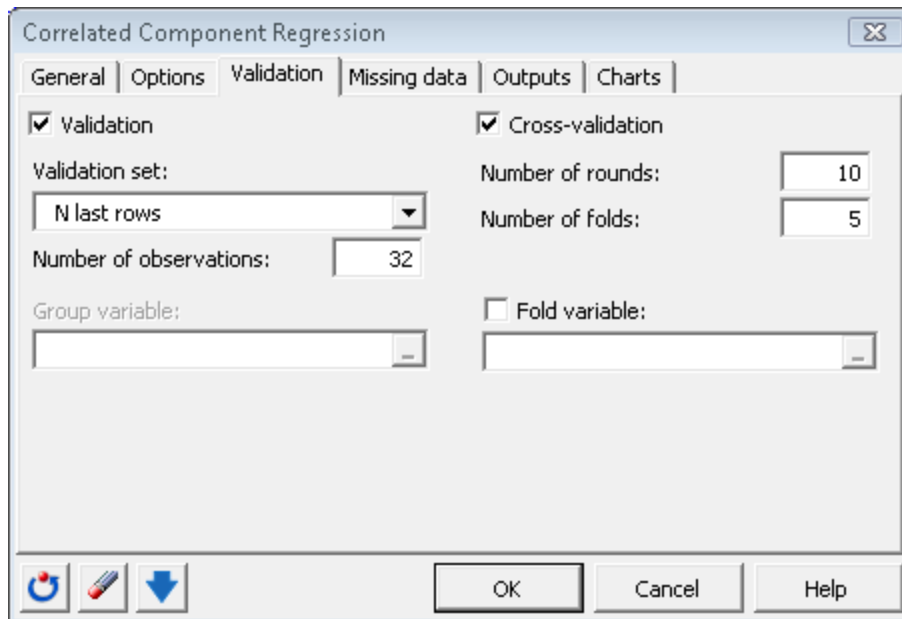 Correlated Component Regression
General Options Validation Missing data Outputs Charts
Validation
Cross-validation
Validation set:
N last rows
Number of observations: 32
Group variable:
Number of rounds: 10
Number of folds: 5
Fold variable:
OK Cancel Help